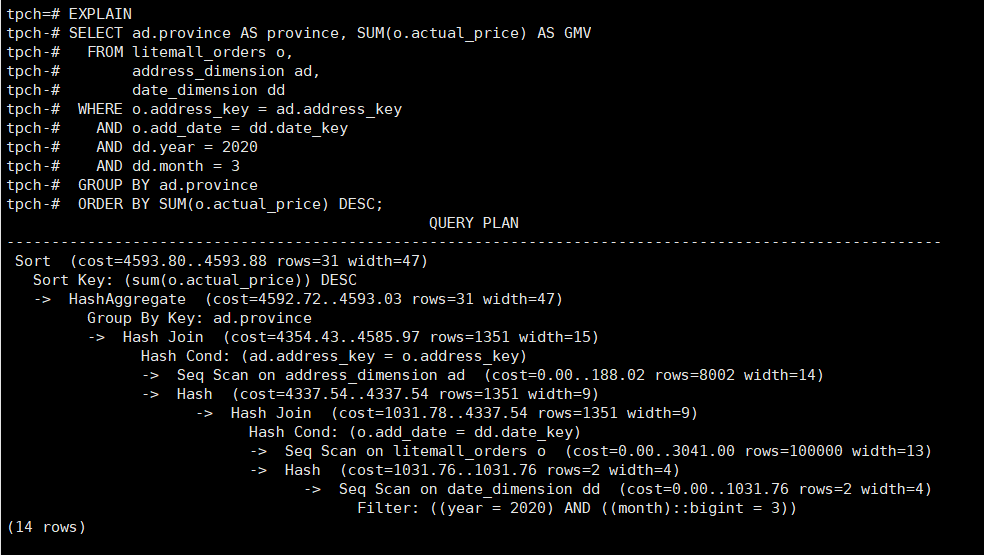 tpch=# EXPLAIN
tpch-# SELECT ad.province AS province, SUM(o.actual_price) AS GMV
tpch-#   FROM litemall_orders o,
tpch-#        address_dimension ad,
tpch-#        date_dimension dd
tpch-#  WHERE o.address_key = ad.address_key
tpch-#    AND o.add_date = dd.date_key
tpch-#    AND dd.year = 2020
tpch-#    AND dd.month = 3
tpch-#  GROUP BY ad.province
tpch-#  ORDER BY SUM(o.actual_price) DESC;
                                               QUERY PLAN
--------------------------------------------------------------------------------------------------------
 Sort  (cost=4593.80..4593.88 rows=31 width=47)
   Sort Key: (sum(o.actual_price)) DESC
   ->  HashAggregate  (cost=4592.72..4593.03 rows=31 width=47)
         Group By Key: ad.province
         ->  Hash Join  (cost=4354.43..4585.97 rows=1351 width=15)
               Hash Cond: (ad.address_key = o.address_key)
               ->  Seq Scan on address_dimension ad  (cost=0.00..188.02 rows=8002 width=14)
               ->  Hash  (cost=4337.54..4337.54 rows=1351 width=9)
                     ->  Hash Join  (cost=1031.78..4337.54 rows=1351 width=9)
                           Hash Cond: (o.add_date = dd.date_key)
                           ->  Seq Scan on litemall_orders o  (cost=0.00..3041.00 rows=100000 width=13)
                           ->  Hash  (cost=1031.76..1031.76 rows=2 width=4)
                                 ->  Seq Scan on date_dimension dd  (cost=0.00..1031.76 rows=2 width=4)
                                       Filter: ((year = 2020) AND ((month)::bigint = 3))
(14 rows)